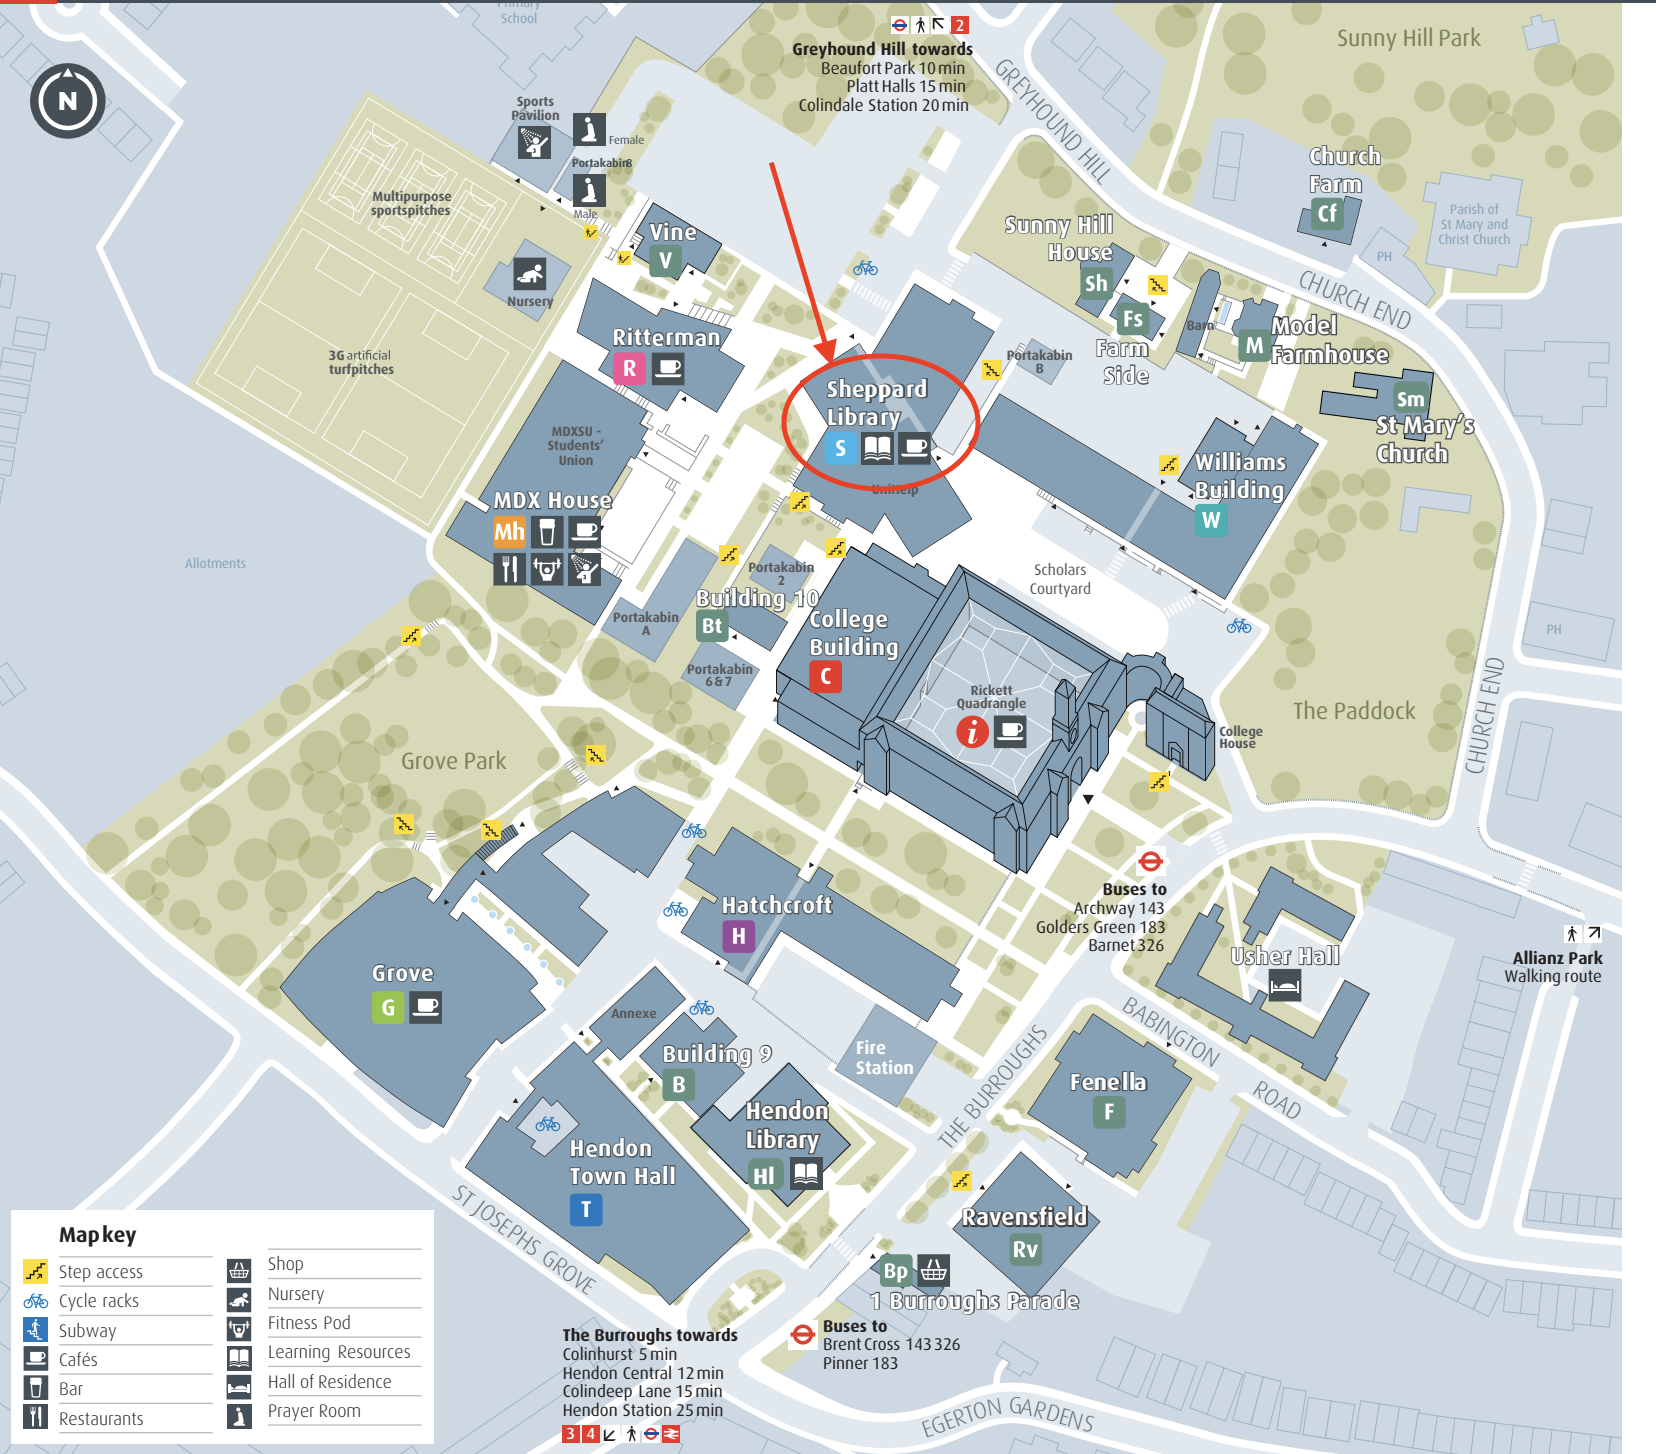 Primary
School
2
Greyhound Hill towards
Beaufort Park 10 min
Platt Halls 15 min
Colindale Station 20 min
GREYHOUND HILL
Sunny Hill Park
N
Sports
Pavilion
Female
Portakabin8
Male
Multipurpose
sportspitches
Church
Farm
Cf
Parish of
St Mary and
Christ Church
PH
CHURCH END
Vine
V
Nursery
Sunny Hill
House
Sh
Fs
Farm
Side
Barn
M
Model
Farmhouse
Ritterman
R
3G artificial
turfpitches
Portakabin
B
Sheppard
Library
S
UniHelp
Sm
St Mary's
church
MDXSU -
Students'
Union
MDX House
Mh
Williams
Building
W
Allotments
Portakabin
2
Building 10
Bt
Portakabin
A
Portakabin
6 & 7
College
Building
C
Scholars
Courtyard
Rickett
Quadrangle
i
PH
CHURCH END
The Paddock
College
House
Grove Park
Hatchcroft
H
Buses to
Archway 143
Golders Green 183
Barnet 326
Usher Hall
Allianz Park
Walking route
Grove
G
Annexe
Building 9
B
Fire
Station
BABINGTON
ROAD
THE BURROUGHS
Fenella
F
Hendon
Library
Hl
Hendon
Town Hall
T
ST JOSEPHS GROVE
Ravensfield
Rv
Bp
1 Burroughs Parade
Map key
Step access
Cycle racks
Subway
Cafés
Bar
Restaurants
Shop
Nursery
Fitness Pod
Learning Resources
Hall of Residence
Prayer Room
The Burroughs towards
Colinhurst 5 min
Hendon Central 12 min
Colindeep Lane 15 min
Hendon Station 25 min
3 4
Buses to
Brent Cross 143 326
Pinner 183
EGERTON GARDENS